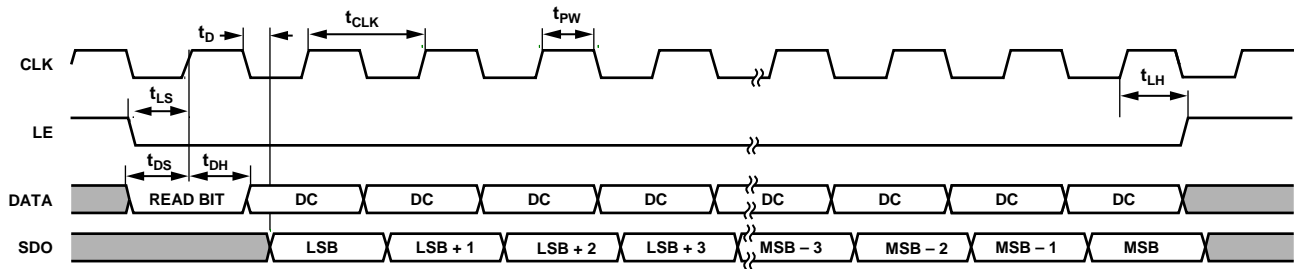 tD
tCLK
tPW
CLK
tLS
tLH
LE
tDS
tDH
DATA
READ BIT
DC
DC
DC
DC
DC
DC
DC
DC
SDO
LSB
LSB + 1
LSB + 2
LSB + 3
MSB – 3
MSB – 2
MSB – 1
MSB